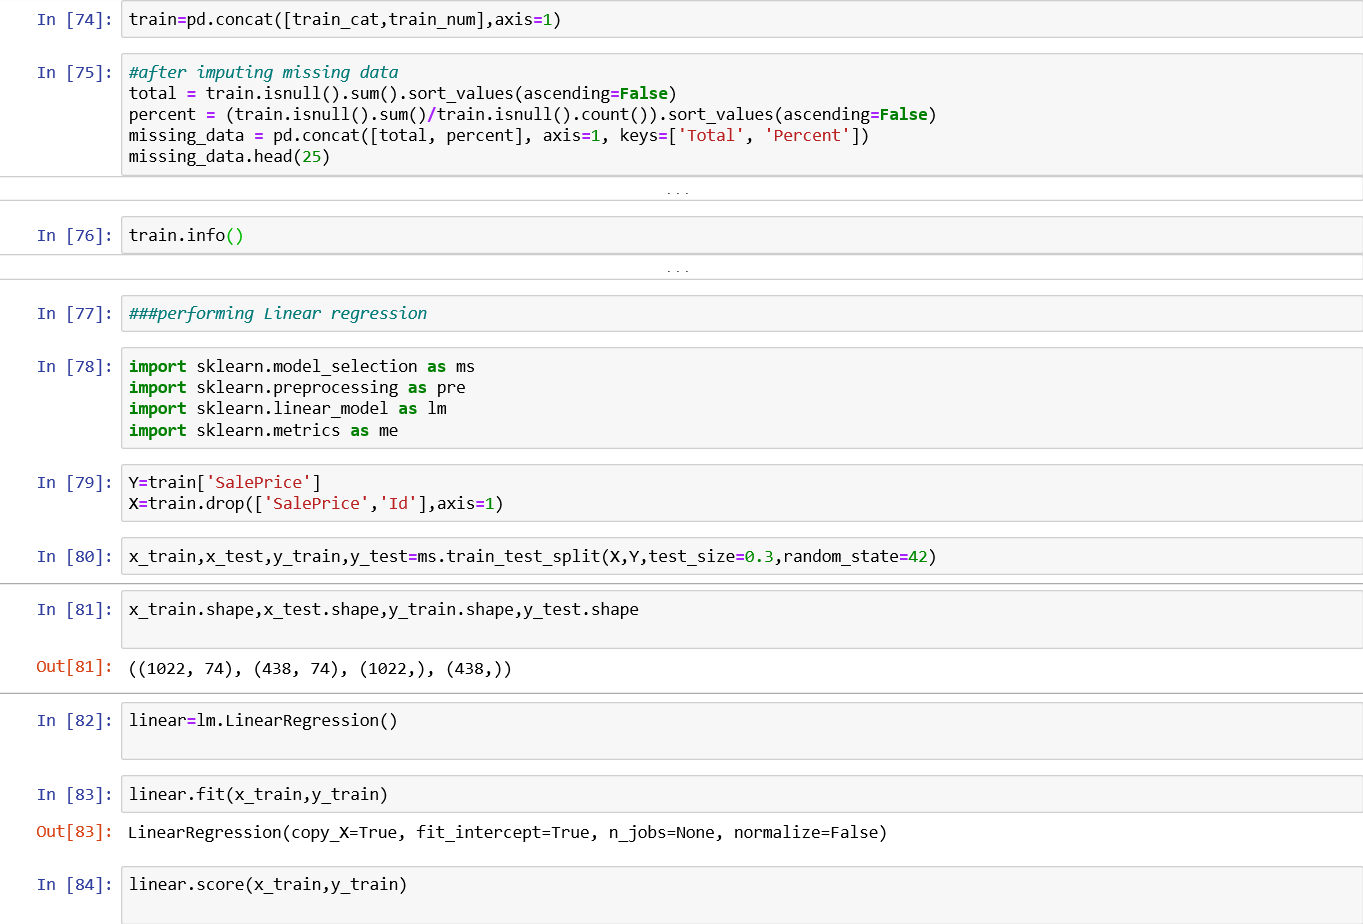 In [74]: train=pd.concat([train_cat,train_num],axis=1)
In [75]: #after imputing missing data
total = train.isnull().sum().sort_values(ascending=False)
percent = (train.isnull().sum()/train.isnull().count()).sort_values(ascending=False)
missing_data = pd.concat([total, percent], axis=1, keys=['Total', 'Percent'])
missing_data.head(25)
...
In [76]: train.info()
...
In [77]: ###performing Linear regression
In [78]: import sklearn.model_selection as ms
import sklearn.preprocessing as pre
import sklearn.linear_model as lm
import sklearn.metrics as me
In [79]: Y=train['SalePrice']
X=train.drop(['SalePrice','Id'],axis=1)
In [80]: x_train,x_test,y_train,y_test=ms.train_test_split(X,Y,test_size=0.3,random_state=42)
In [81]: x_train.shape,x_test.shape,y_train.shape,y_test.shape
Out[81]: ((1022, 74), (438, 74), (1022,), (438,))
In [82]: linear=lm.LinearRegression()
In [83]: linear.fit(x_train,y_train)
Out[83]: LinearRegression(copy_X=True, fit_intercept=True, n_jobs=None, normalize=False)
In [84]: linear.score(x_train,y_train)